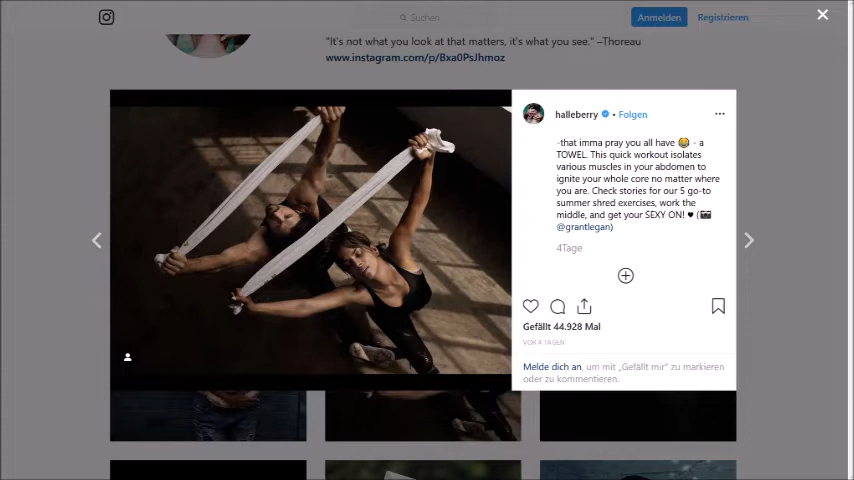 Suchen
Anmelden
Registrieren
"It's not what you look at that matters, it's what you see." –Thoreau
www.instagram.com/p/Bxa0PsJhmoz
halleberry • Folgen
-that imma pray you all have 😂 - a
TOWEL. This quick workout isolates
various muscles in your abdomen to
ignite your whole core no matter where
you are. Check stories for our 5 go-to
summer shred exercises, work the
middle, and get your SEXY ON! ♥ (📷
@grantlegan)
4Tage
Gefällt 44.928 Mal
VOR 4 TAGEN
Melde dich an, um mit „Gefällt mir" zu markieren
oder zu kommentieren.